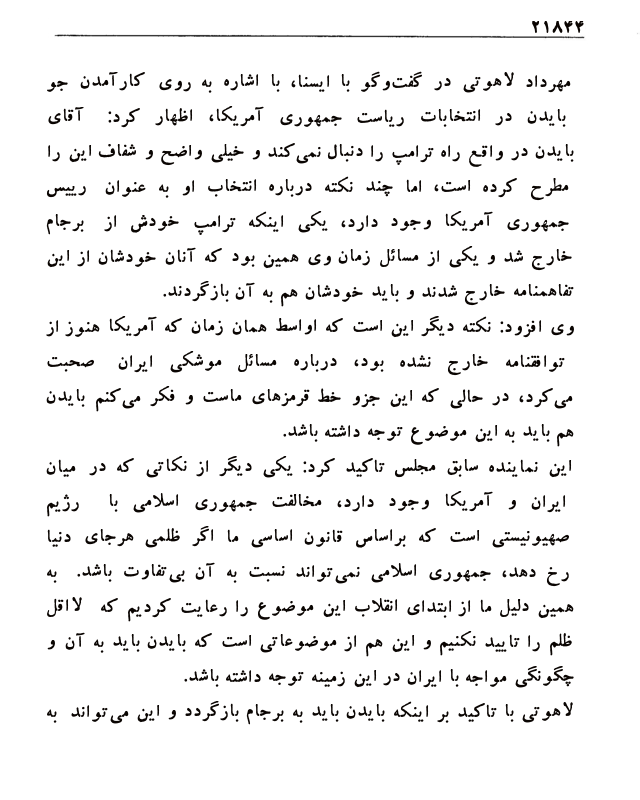 ۲۱۸۴۴
مهرداد لاهوتی در گفت‌وگو با ایسنا، با اشاره به روی کارآمدن جو
بایدن در انتخابات ریاست جمهوری آمریکا، اظهار کرد: آقای
بایدن در واقع راه ترامپ را دنبال نمی‌کند و خیلی واضح و شفاف این را
مطرح کرده است، اما چند نکته درباره انتخاب او به عنوان رییس
جمهوری آمریکا وجود دارد، یکی اینکه ترامپ خودش از برجام
خارج شد و یکی از مسائل زمان وی همین بود که آنان خودشان از این
تفاهمنامه خارج شدند و باید خودشان هم به آن بازگردند.
وی افزود: نکته دیگر این است که اواسط همان زمان که آمریکا هنوز از
توافقنامه خارج نشده بود، درباره مسائل موشکی ایران صحبت
می‌کرد، در حالی که این جزو خط قرمزهای ماست و فکر می‌کنم بایدن
هم باید به این موضوع توجه داشته باشد.
این نماینده سابق مجلس تاکید کرد: یکی دیگر از نکاتی که در میان
ایران و آمریکا وجود دارد، مخالفت جمهوری اسلامی با رژیم
صهیونیستی است که براساس قانون اساسی ما اگر ظلمی هرجای دنیا
رخ دهد، جمهوری اسلامی نمی‌تواند نسبت به آن بی‌تفاوت باشد. به
همین دلیل ما از ابتدای انقلاب این موضوع را رعایت کردیم که لااقل
ظلم را تایید نکنیم و این هم از موضوعاتی است که بایدن باید به آن و
چگونگی مواجه با ایران در این زمینه توجه داشته باشد.
لاهوتی با تاکید بر اینکه بایدن باید به برجام بازگردد و این می‌تواند به